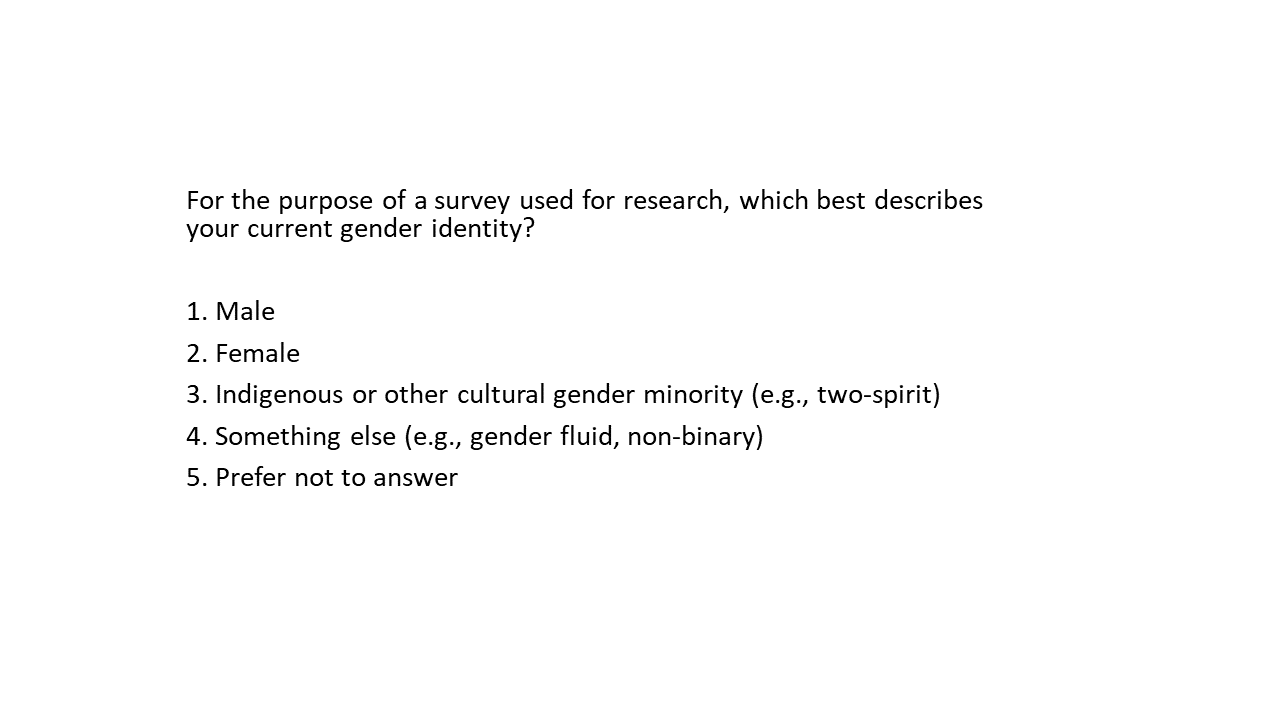 For the purpose of a survey used for research, which best describes
your current gender identity?
1. Male
2. Female
3. Indigenous or other cultural gender minority (e.g., two-spirit)
4. Something else (e.g., gender fluid, non-binary)
5. Prefer not to answer